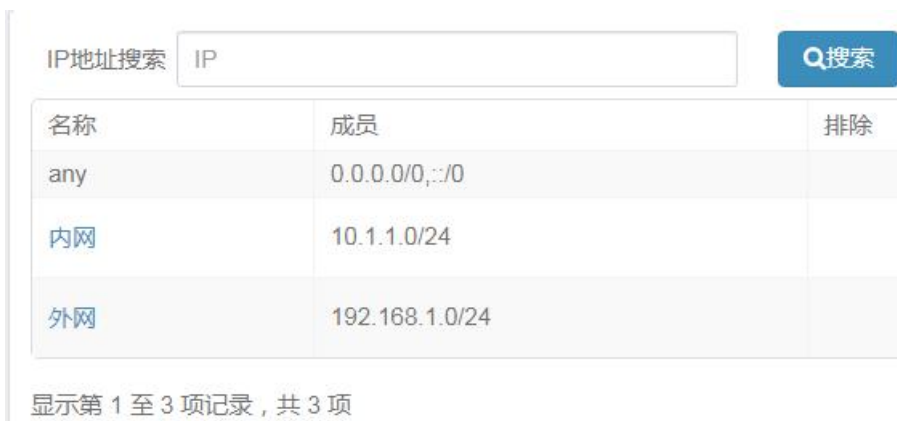 IP地址搜索 IP 搜索
名称 成员 排除
any 0.0.0.0/0,::/0
内网 10.1.1.0/24
外网 192.168.1.0/24
显示第 1 至 3 项记录，共 3 项